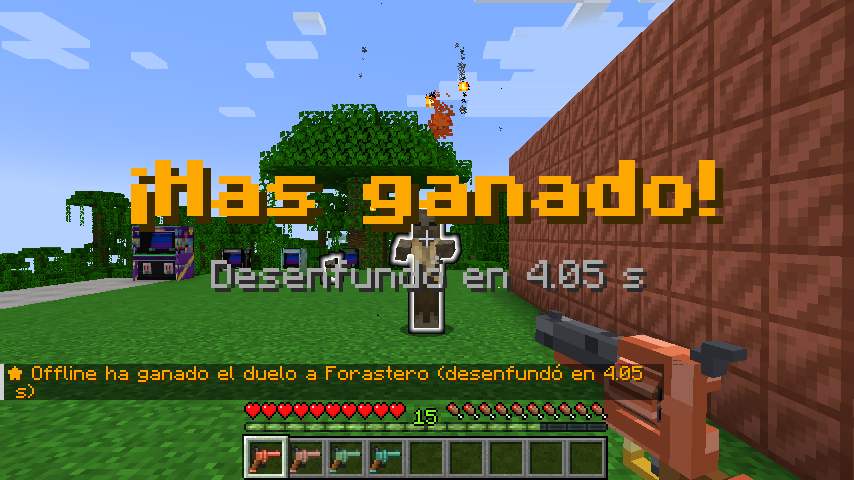 ¡Has ganado!
Desenfundó en 4.05 s
★ Offline ha ganado el duelo a Forastero (desenfundó en 4.05
s)
15